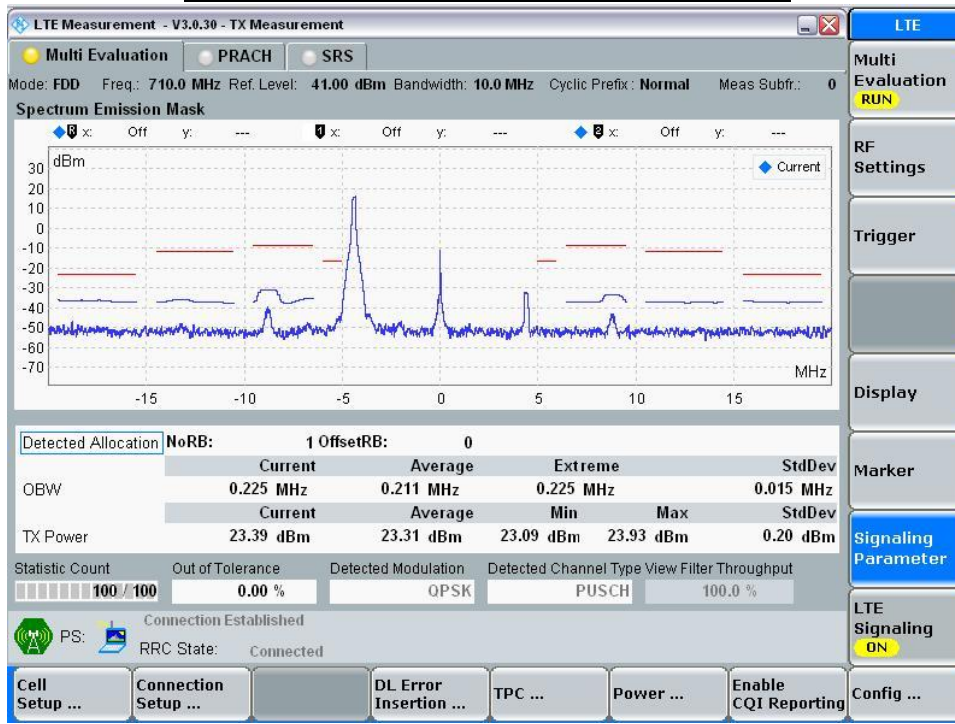 LTE Measurement - V3.0.30 - TX Measurement
LTE
Multi Evaluation PRACH SRS
Mode: FDD Freq.: 710.0 MHz Ref. Level: 41.00 dBm Bandwidth: 10.0 MHz Cyclic Prefix: Normal Meas Subfr.: 0
Spectrum Emission Mask
R x: Off y: --- 1 x: Off y: --- 2 x: Off y: ---
dBm
Current
30
20
10
0
-10
-20
-30
-40
-50
-60
-70
MHz
-15 -10 -5 0 5 10 15
Detected Allocation NoRB: 1 OffsetRB: 0
Current Average Extreme StdDev
OBW 0.225 MHz 0.211 MHz 0.225 MHz 0.015 MHz
Current Average Min Max StdDev
TX Power 23.39 dBm 23.31 dBm 23.09 dBm 23.93 dBm 0.20 dBm
Statistic Count Out of Tolerance Detected Modulation Detected Channel Type View Filter Throughput
100 / 100 0.00 % QPSK PUSCH 100.0 %
PS: Connection Established
RRC State: Connected
Multi
Evaluation
RUN
RF
Settings
Trigger
Display
Marker
Signaling
Parameter
LTE
Signaling
ON
Cell
Setup ...
Connection
Setup ...
DL Error
Insertion ...
TPC ...
Power ...
Enable
CQI Reporting
Config ...